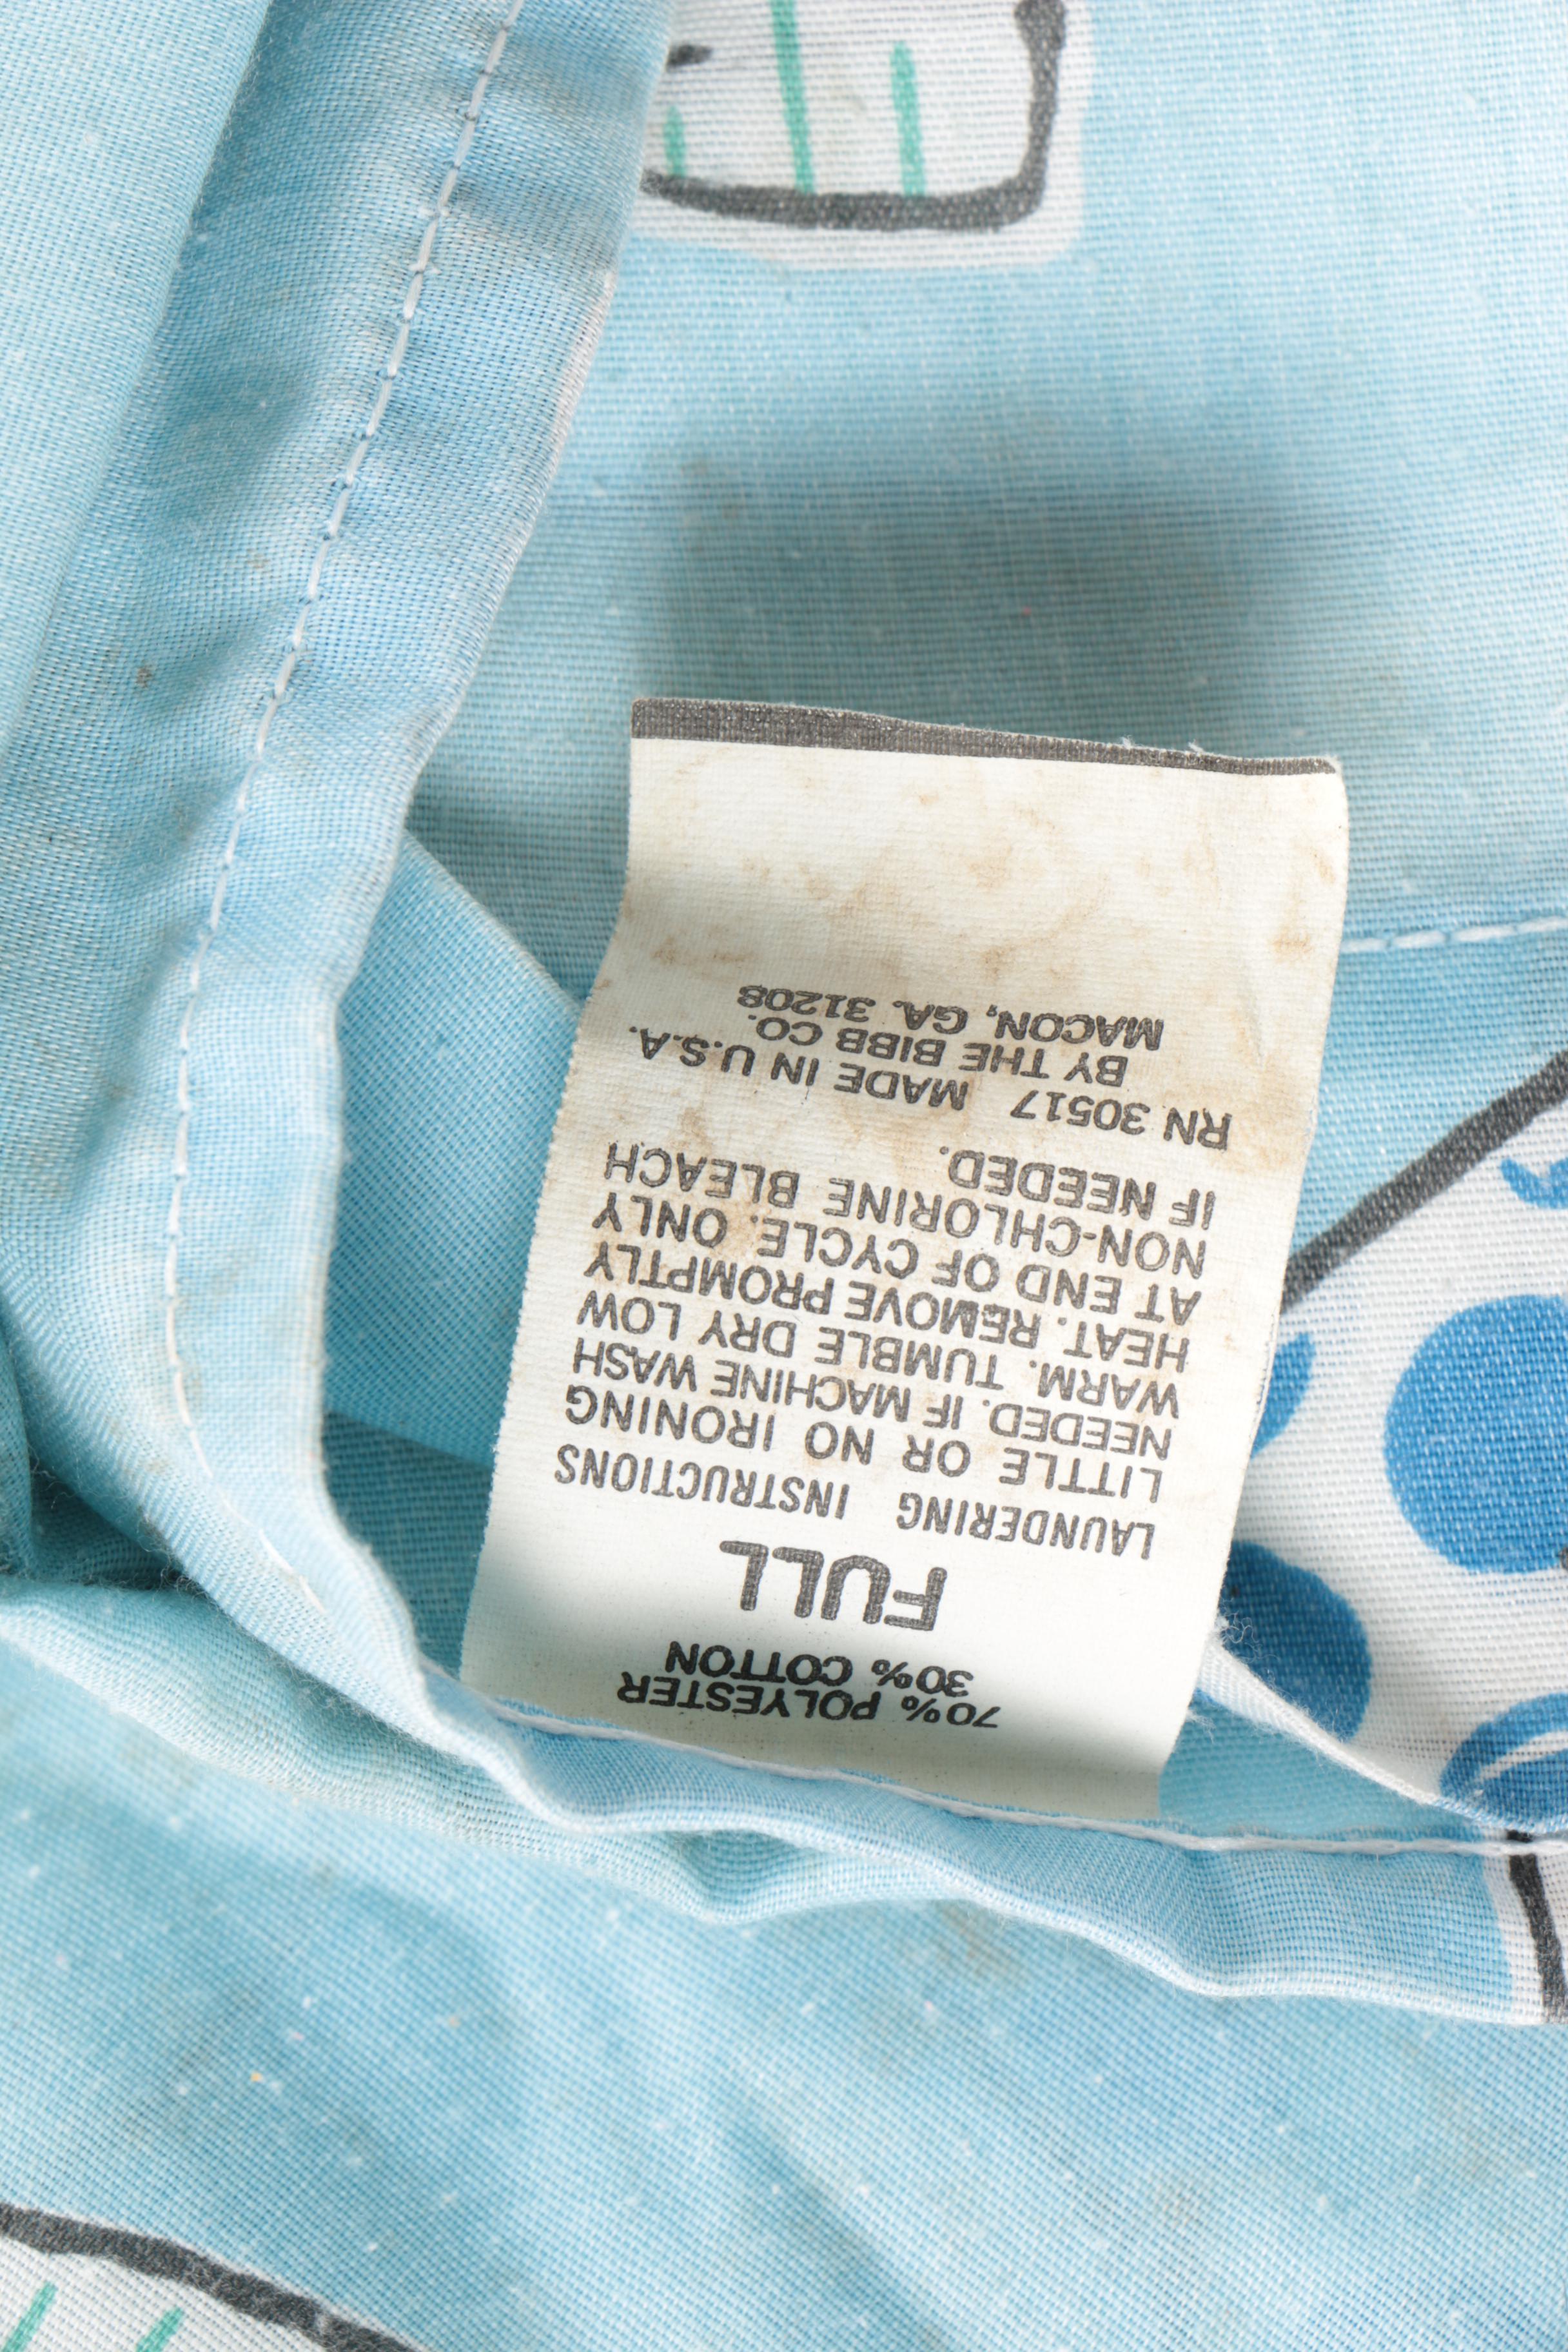 70% POLYESTER
30% COTTON
FULL
LAUNDERING INSTRUCTIONS
LITTLE OR NO IRONING
NEEDED. IF MACHINE WASH
WARM. TUMBLE DRY LOW
HEAT. REMOVE PROMPTLY
AT END OF CYCLE. ONLY
NON-CHLORINE BLEACH
IF NEEDED.
RN 30517 MADE IN U.S.A.
BY THE BIBB CO.
MACON, GA. 31208